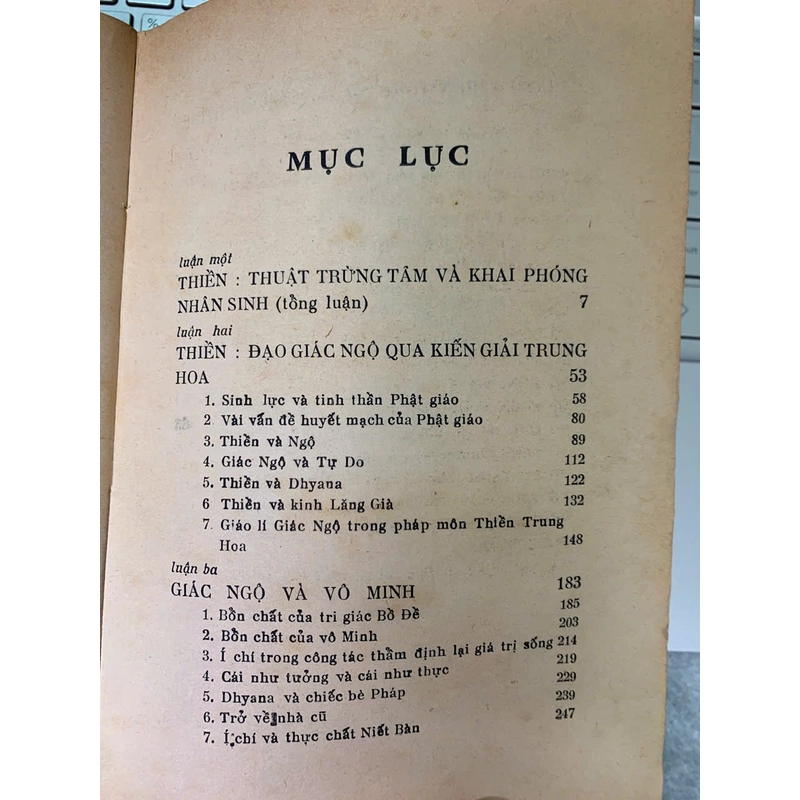 MỤC LỤC
luận một
THIỀN : THUẬT TRỪNG TÂM VÀ KHAI PHÓNG
NHÂN SINH (tổng luận) 7
luận hai
THIỀN : ĐẠO GIÁC NGỘ QUA KIẾN GIẢI TRUNG
HOA 53
1. Sinh lực và tinh thần Phật giáo 58
2 Vài vấn đề huyết mạch của Phật giáo 80
3. Thiền và Ngộ 89
4. Giác Ngộ và Tự Do 112
5. Thiền và Dhyana 122
6 Thiền và kinh Lăng Già 132
7. Giáo lí Giác Ngộ trong pháp môn Thiền Trung
Hoa 148
luận ba
GIÁC NGỘ VÀ VÔ MINH 183
1. Bồn chất của tri giác Bồ Đề 185
2. Bồn chất của vô Minh 203
3. Í chí trong công tác thẩm định lại giá trị sống 214
4. Cái như tưởng và cái như thực 219
5. Dhyana và chiếc bè Pháp 229
6. Trở về nhà cũ 239
7. Í chí và thực chất Niết Bàn 247